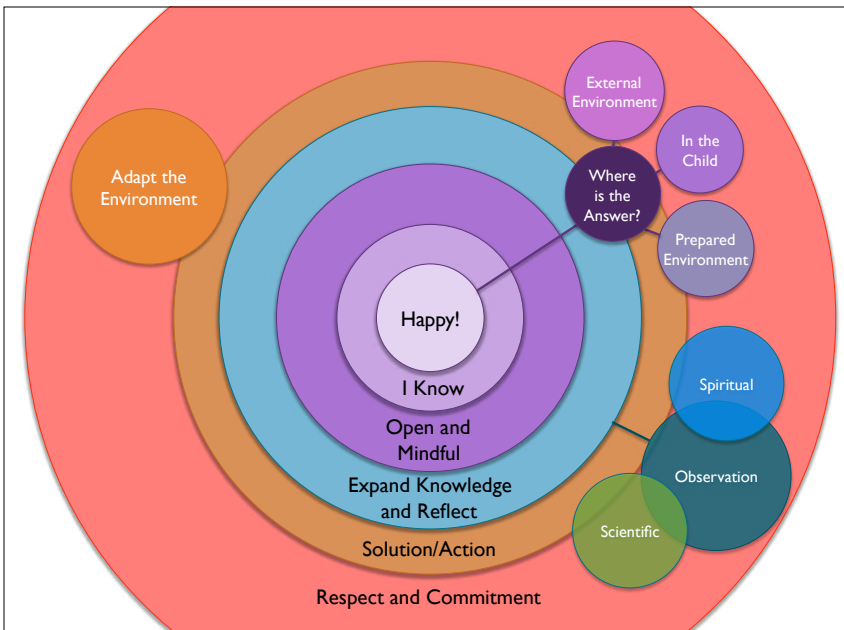 External
Environment
In the
Child
Adapt the
Environment
Where
is the
Answer?
Prepared
Environment
Happy!
I Know
Open and
Mindful
Expand Knowledge
and Reflect
Solution/Action
Respect and Commitment
Spiritual
Observation
Scientific